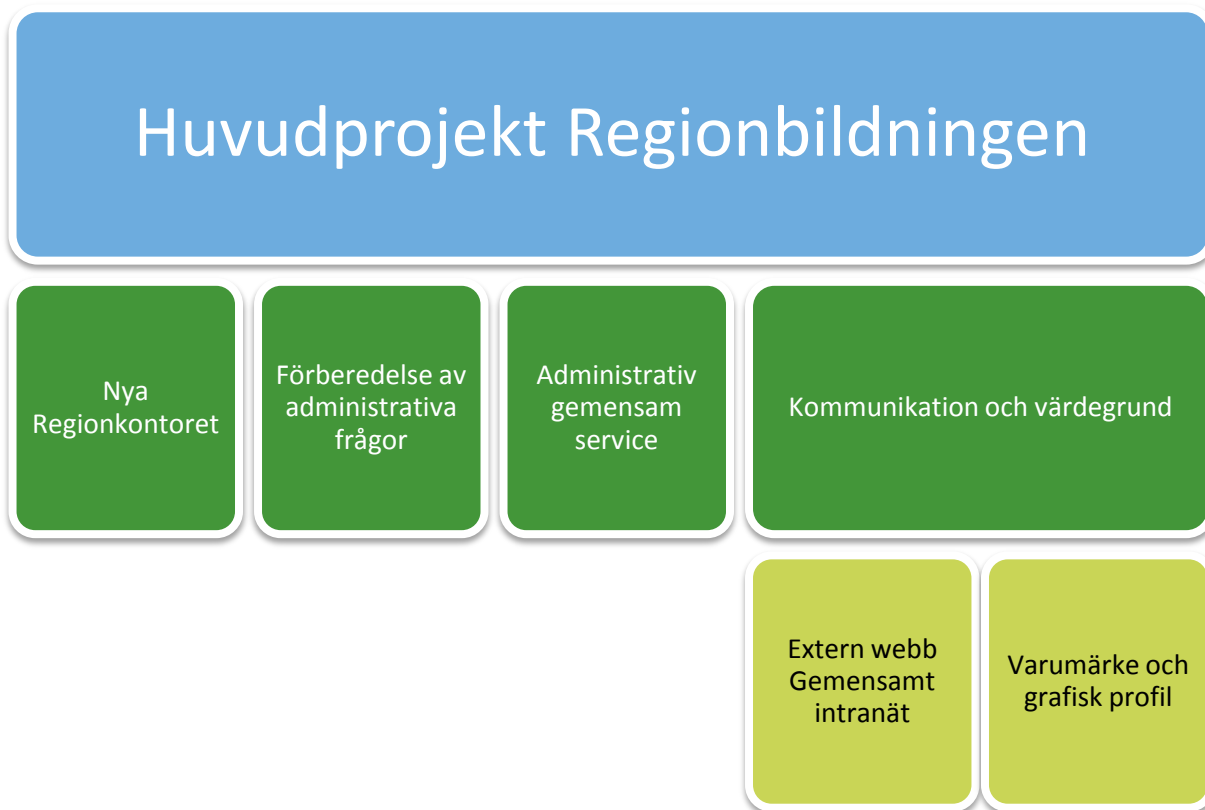 Huvudprojekt Regionbildningen
Nya
Regionkontoret
Förberedelse av
administrativa
frågor
Administrativ
gemensam
service
Kommunikation och värdegrund
Extern webb
Gemensamt
intranät
Varumärke och
grafisk profil